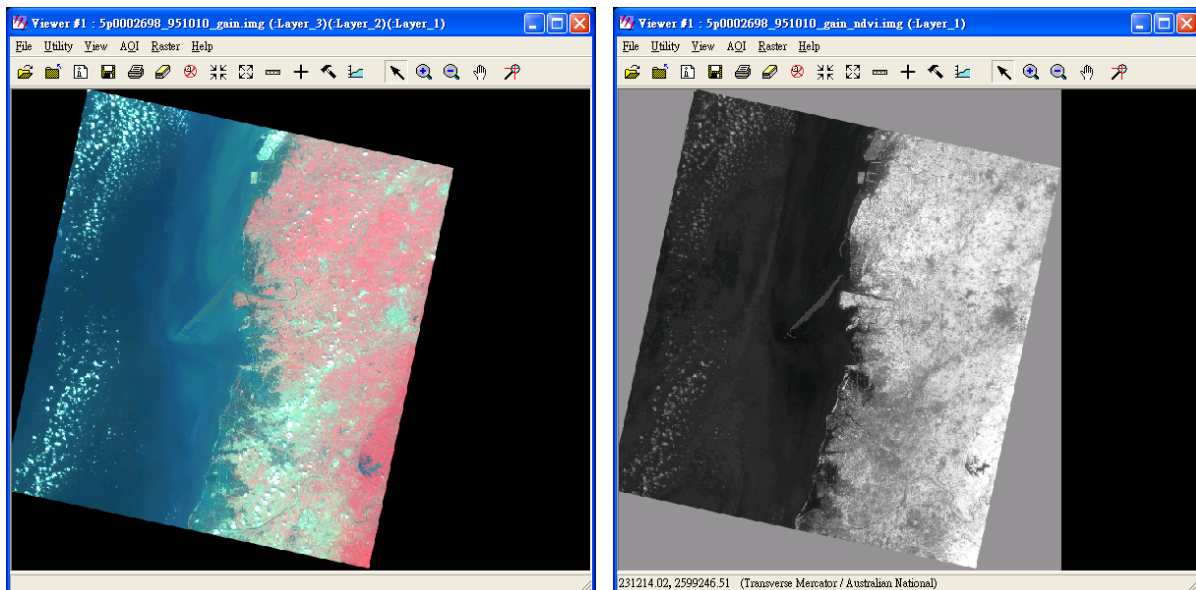 Viewer #1 : 5p0002698_951010_gain.img (:Layer_3)(:Layer_2)(:Layer_1)
File Utility View AOI Raster Help
Viewer #1 : 5p0002698_951010_gain_ndvi.img (:Layer_1)
File Utility View AOI Raster Help
231214.02, 2599246.51 (Transverse Mercator / Australian National)